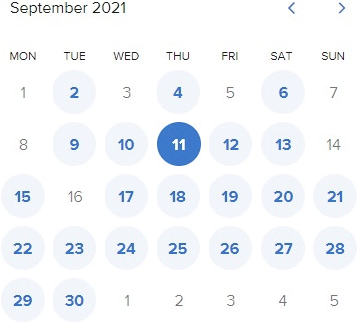 September 2021
MON TUE WED THU FRI SAT SUN
1 2 3 4 5 6 7
8 9 10 11 12 13 14
15 16 17 18 19 20 21
22 23 24 25 26 27 28
29 30 1 2 3 4 5